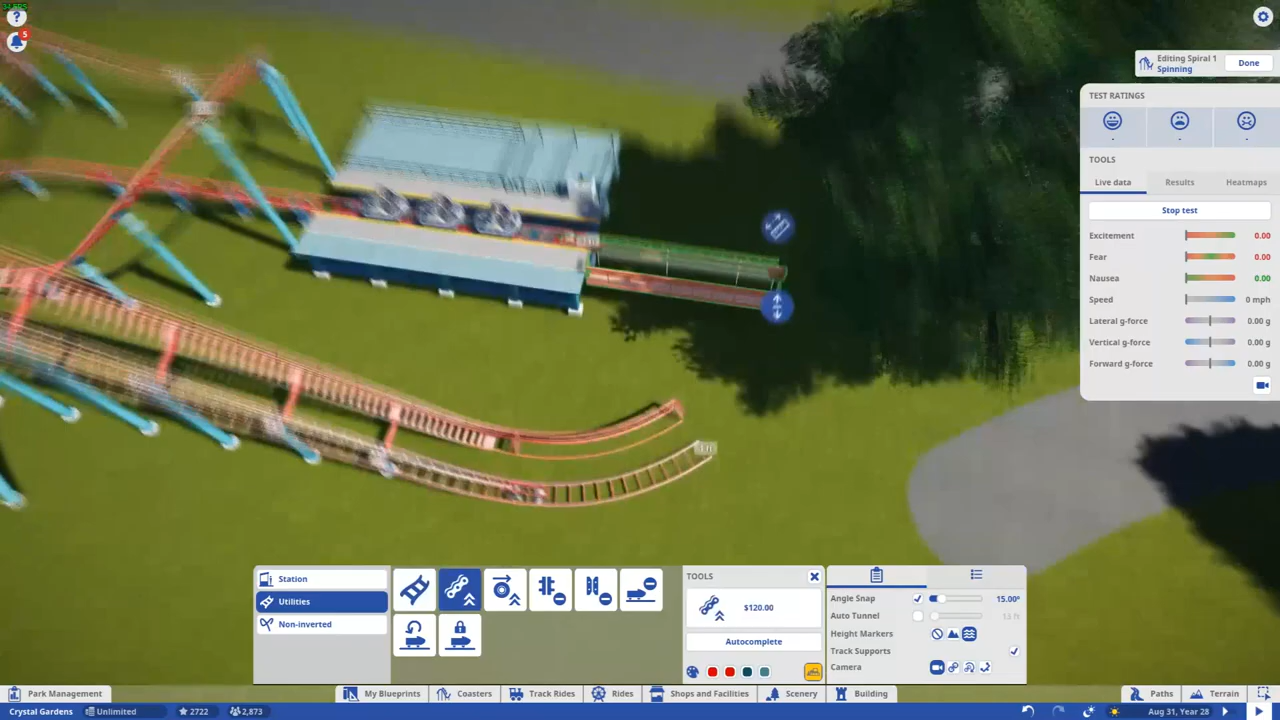 ?
5
Editing Spiral 1
Spinning
Done
TEST RATINGS
- - -
TOOLS
Live data Results Heatmaps
Stop test
Excitement 0.00
Fear 0.00
Nausea 0.00
Speed 0 mph
Lateral g-force 0.00 g
Vertical g-force 0.00 g
Forward g-force 0.00 g
Station
Utilities
Non-inverted
TOOLS
$120.00
Autocomplete
Angle Snap 15.00°
Auto Tunnel 13 ft
Height Markers
Track Supports
Camera
Park Management My Blueprints Coasters Track Rides Rides Shops and Facilities Scenery Building Paths Terrain
Crystal Gardens Unlimited 2722 2,873 Aug 31, Year 28